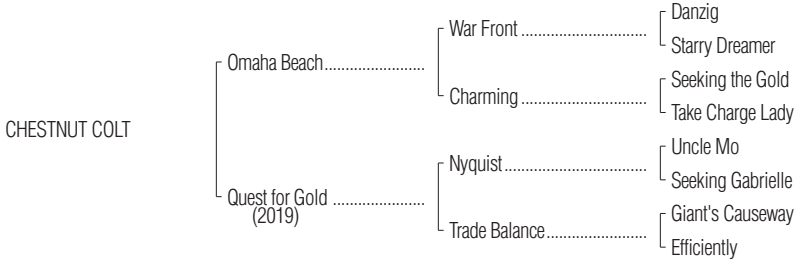 Danzig
War Front
Starry Dreamer
Omaha Beach
Seeking the Gold
Charming
Take Charge Lady
CHESTNUT COLT
Uncle Mo
Nyquist
Seeking Gabrielle
Quest for Gold
(2019)
Giant's Causeway
Trade Balance
Efficiently